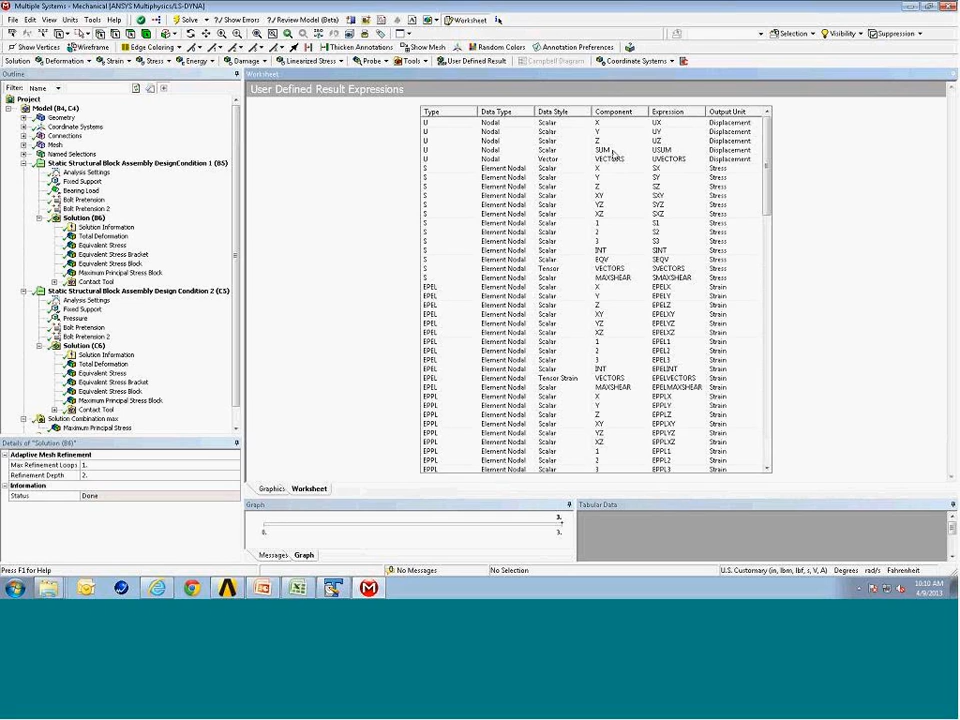 Multiple Systems - Mechanical [ANSYS Multiphysics/LS-DYNA]
File Edit View Units Tools Help Solve ?/Show Errors ?/Review Model (Beta) Worksheet
Selection Visibility Suppression
Show Vertices Wireframe Edge Coloring Thicken Annotations Show Mesh Random Colors Annotation Preferences
Solution Deformation Strain Stress Energy Damage Linearized Stress Probe Tools User Defined Result Campbell Diagram Coordinate Systems
Outline
Filter: Name
Project
Model (B4, C4)
Geometry
Coordinate Systems
Connections
Mesh
Named Selections
Static Structural Block Assembly DesignCondition 1 (B5)
Analysis Settings
Fixed Support
Bearing Load
Bolt Pretension
Bolt Pretension 2
Solution (B6)
Solution Information
Total Deformation
Equivalent Stress
Equivalent Stress Bracket
Equivalent Stress Block
Maximum Principal Stress Block
Contact Tool
Static Structural Block Assembly Design Condition 2 (C5)
Analysis Settings
Fixed Support
Pressure
Bolt Pretension
Bolt Pretension 2
Solution (C6)
Solution Information
Total Deformation
Equivalent Stress
Equivalent Stress Bracket
Equivalent Stress Block
Maximum Principal Stress Block
Contact Tool
Solution Combination max
Maximum Principal Stress
Details of "Solution (B6)"
Adaptive Mesh Refinement
Max Refinement Loops 1.
Refinement Depth 2.
Information
Status Done
Worksheet
User Defined Result Expressions
Type Data Type Data Style Component Expression Output Unit
U Nodal Scalar X UX Displacement
U Nodal Scalar Y UY Displacement
U Nodal Scalar Z UZ Displacement
U Nodal Scalar SUM USUM Displacement
U Nodal Vector VECTORS UVECTORS Displacement
S Element Nodal Scalar X SX Stress
S Element Nodal Scalar Y SY Stress
S Element Nodal Scalar Z SZ Stress
S Element Nodal Scalar XY SXY Stress
S Element Nodal Scalar YZ SYZ Stress
S Element Nodal Scalar XZ SXZ Stress
S Element Nodal Scalar 1 S1 Stress
S Element Nodal Scalar 2 S2 Stress
S Element Nodal Scalar 3 S3 Stress
S Element Nodal Scalar INT SINT Stress
S Element Nodal Scalar EQV SEQV Stress
S Element Nodal Tensor VECTORS SVECTORS Stress
S Element Nodal Scalar MAXSHEAR SMAXSHEAR Stress
EPEL Element Nodal Scalar X EPELX Strain
EPEL Element Nodal Scalar Y EPELY Strain
EPEL Element Nodal Scalar Z EPELZ Strain
EPEL Element Nodal Scalar XY EPELXY Strain
EPEL Element Nodal Scalar YZ EPELYZ Strain
EPEL Element Nodal Scalar XZ EPELXZ Strain
EPEL Element Nodal Scalar 1 EPEL1 Strain
EPEL Element Nodal Scalar 2 EPEL2 Strain
EPEL Element Nodal Scalar 3 EPEL3 Strain
EPEL Element Nodal Scalar INT EPELINT Strain
EPEL Element Nodal Tensor Strain VECTORS EPELVECTORS Strain
EPEL Element Nodal Scalar MAXSHEAR EPELMAXSHEAR Strain
EPPL Element Nodal Scalar X EPPLX Strain
EPPL Element Nodal Scalar Y EPPLY Strain
EPPL Element Nodal Scalar Z EPPLZ Strain
EPPL Element Nodal Scalar XY EPPLXY Strain
EPPL Element Nodal Scalar YZ EPPLYZ Strain
EPPL Element Nodal Scalar XZ EPPLXZ Strain
EPPL Element Nodal Scalar 1 EPPL1 Strain
EPPL Element Nodal Scalar 2 EPPL2 Strain
EPPL Element Nodal Scalar 3 EPPL3 Strain
Graphics Worksheet
Graph
3.
0. 3.
Messages Graph
Tabular Data
Press F1 for Help
No Messages
No Selection
U.S. Customary (in, lbm, lbf, s, V, A) Degrees rad/s Fahrenheit
10:10 AM
4/9/2013